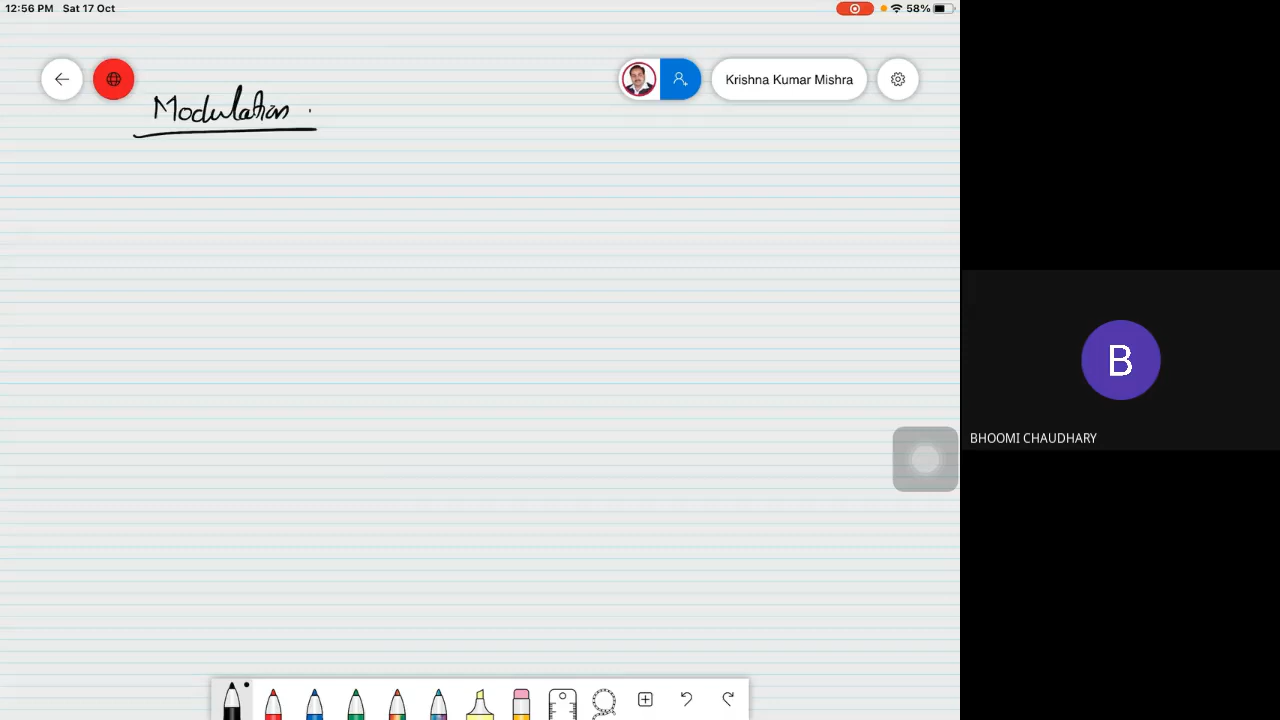 12:56 PM Sat 17 Oct 58%
Krishna Kumar Mishra
Modulation .
B
BHOOMI CHAUDHARY